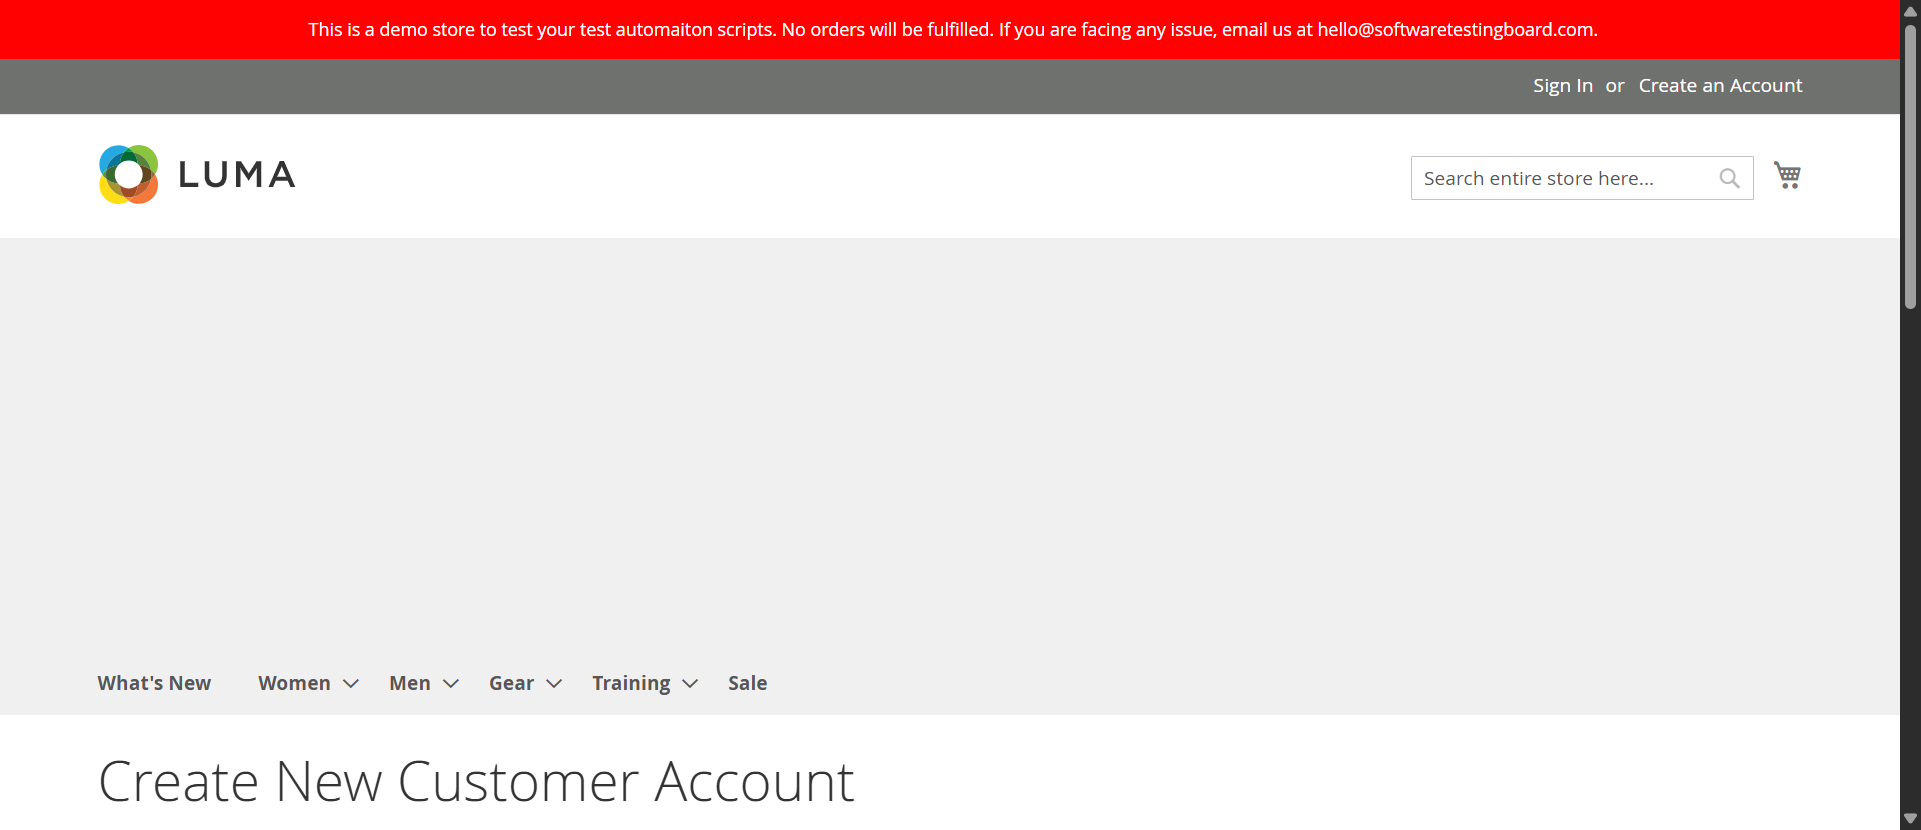 This is a demo store to test your test automaiton scripts. No orders will be fulfilled. If you are facing any issue, email us at hello@softwaretestingboard.com.
Sign In or Create an Account
LUMA
Search entire store here...
What's New Women Men Gear Training Sale
Create New Customer Account